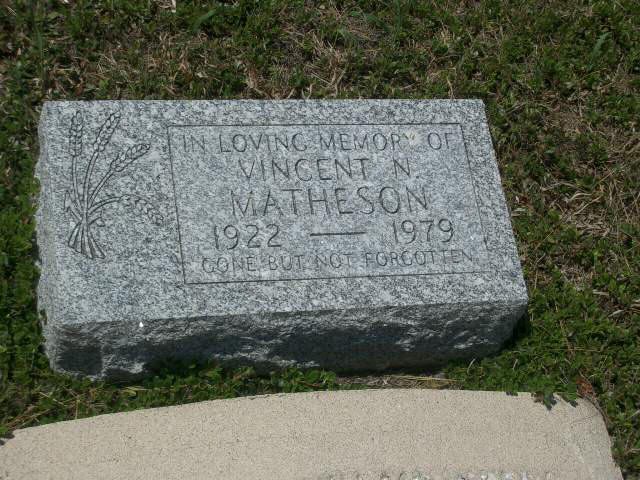 IN LOVING MEMORY OF
VINCENT N.
MATHESON
1922 — 1979
GONE BUT NOT FORGOTTEN